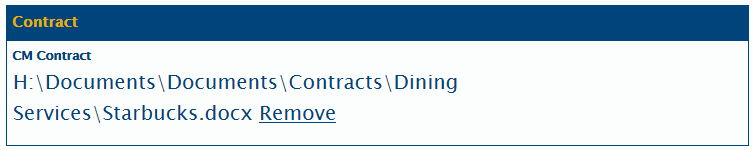 Contract
CM Contract
H:\Documents\Documents\Contracts\Dining
Services\Starbucks.docx Remove